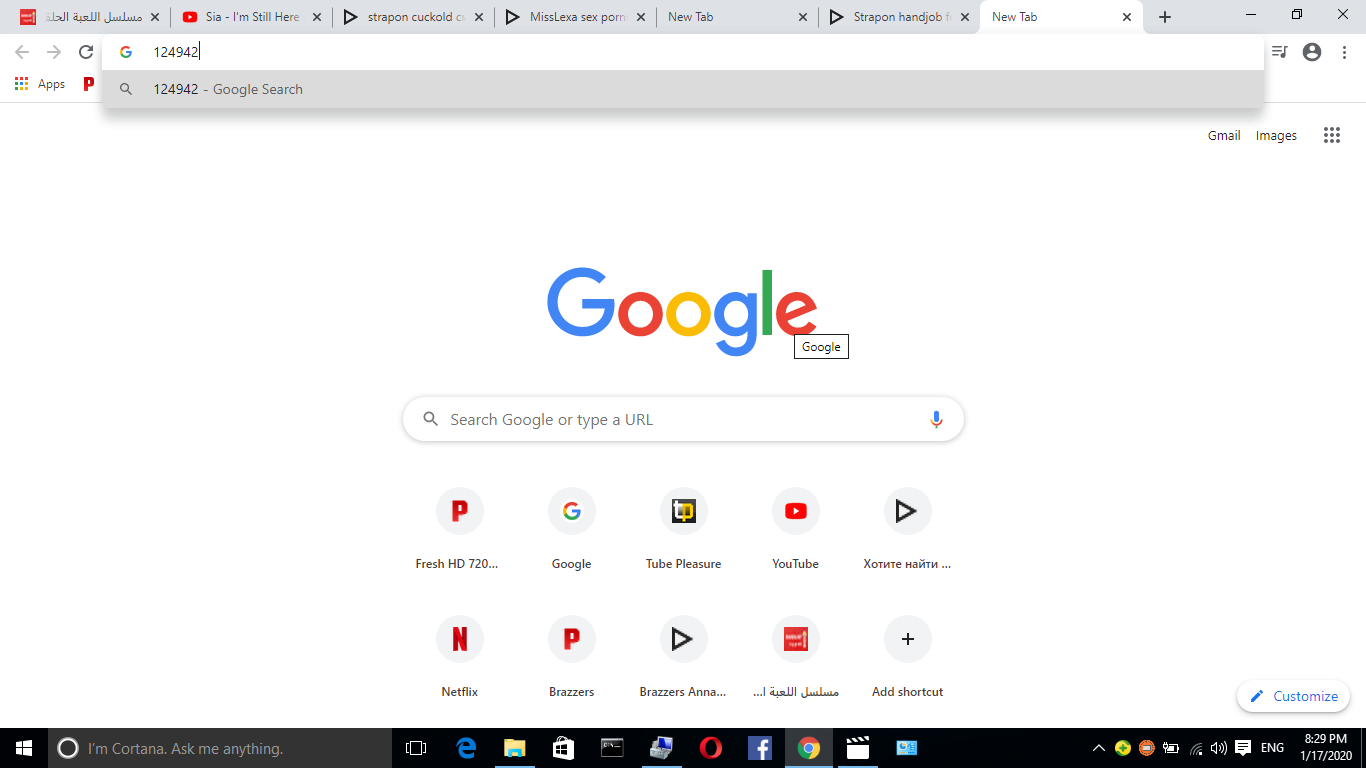 مسلسل اللعبة الحلقة
Sia - I'm Still Here
strapon cuckold
MissLexa sex porn
New Tab
Strapon handjob
New Tab
124942
124942 - Google Search
Apps
Gmail
Images
Google
Google
Search Google or type a URL
Fresh HD 720...
Google
Tube Pleasure
YouTube
Хотите найти ...
Netflix
Brazzers
Brazzers Anna...
مسلسل اللعبة ا...
Add shortcut
Customize
I'm Cortana. Ask me anything.
ENG
8:29 PM
1/17/2020